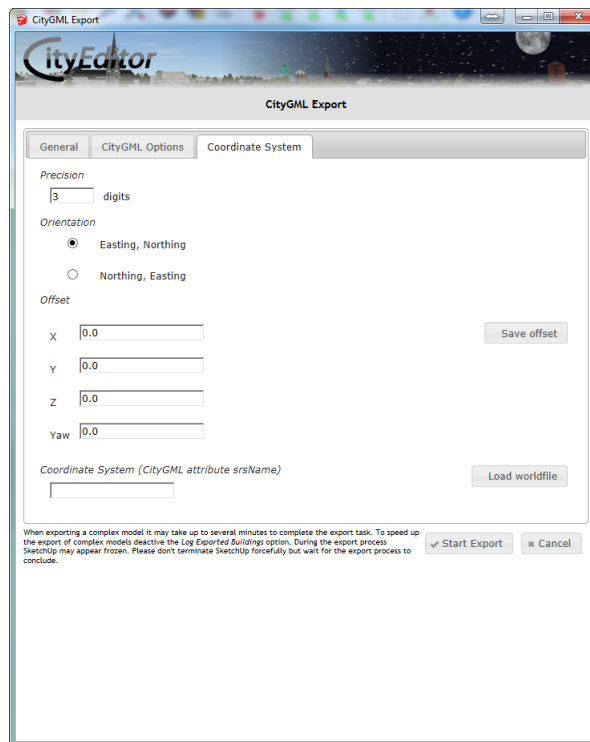 CityGML Export
CityEditor
CityGML Export
General CityGML Options Coordinate System
Precision
3 digits
Orientation
Easting, Northing
Northing, Easting
Offset
X 0.0 Save offset
Y 0.0
Z 0.0
Yaw 0.0
Coordinate System (CityGML attribute srsName)
Load worldfile
When exporting a complex model it may take up to several minutes to complete the export task. To speed up
the export of complex models deactive the Log Exported Buildings option. During the export process
SketchUp may appear frozen. Please don't terminate SketchUp forcefully but wait for the export process to
conclude.
Start Export Cancel